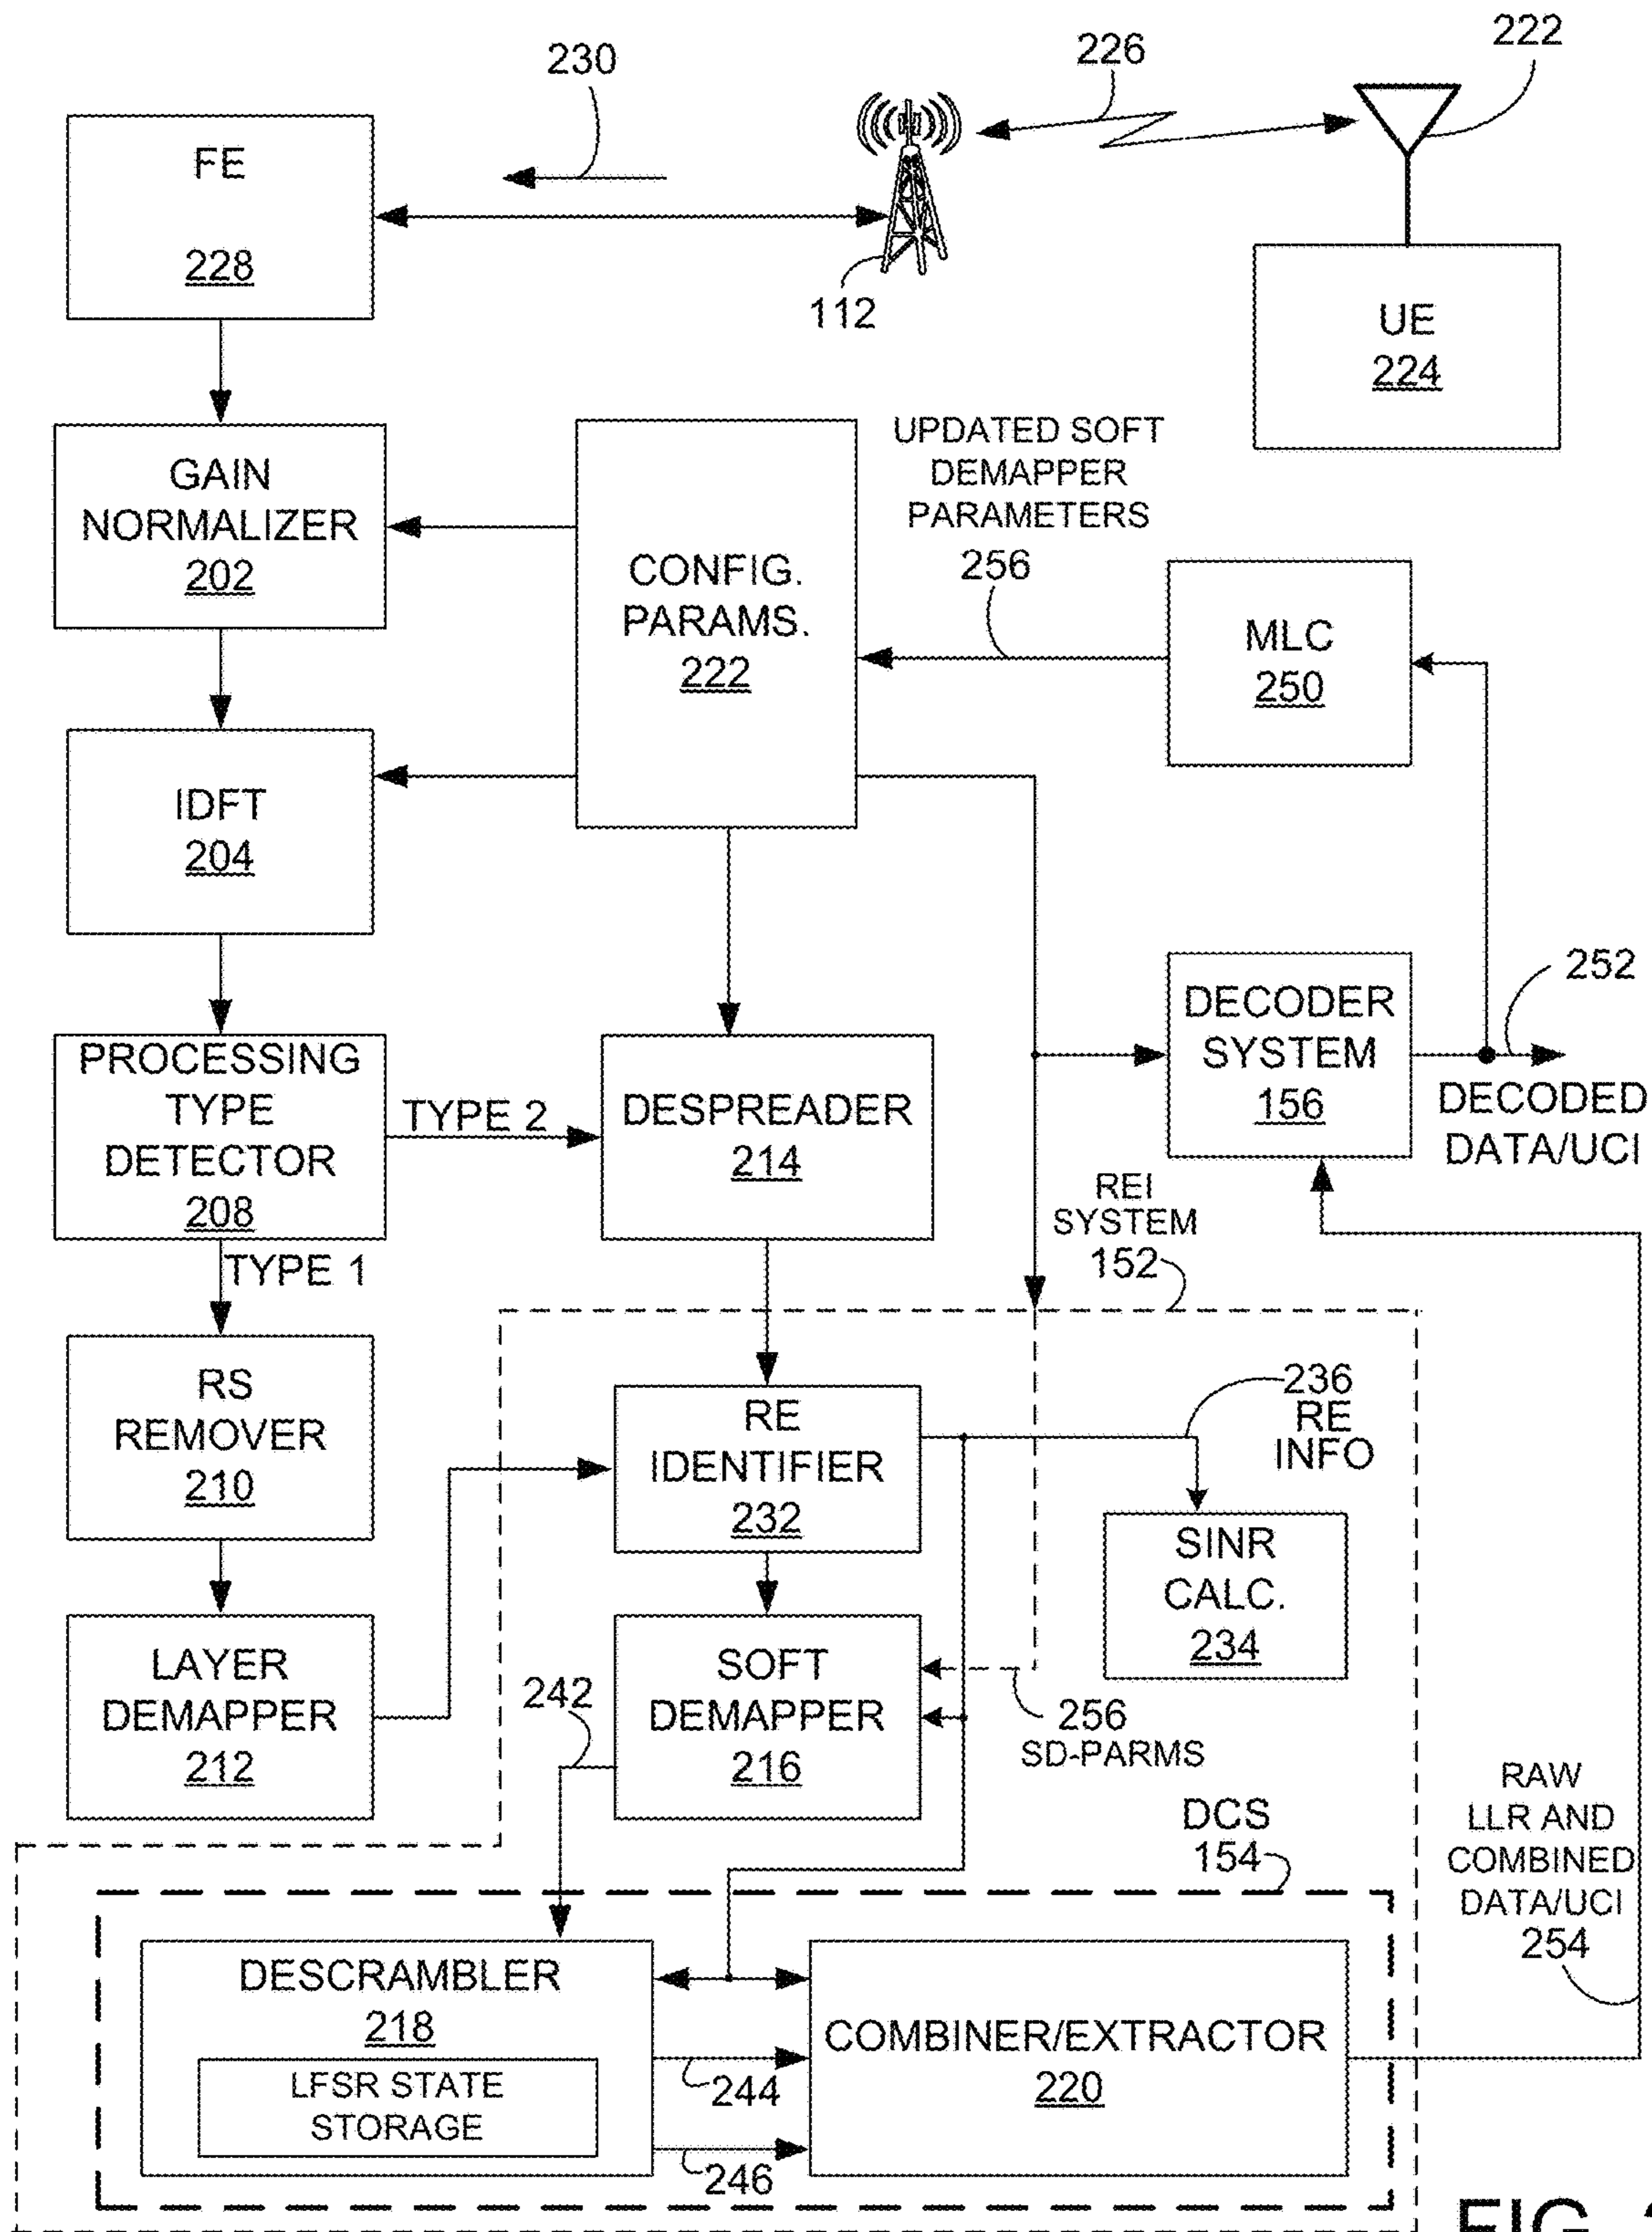 230
226
222
FE
228
112
UE
224
GAIN
NORMALIZER
202
CONFIG.
PARAMS.
222
UPDATED SOFT
DEMAPPER
PARAMETERS
256
MLC
250
IDFT
204
PROCESSING
TYPE
DETECTOR
208
TYPE 2
TYPE 1
DESPREADER
214
DECODER
SYSTEM
156
252
DECODED
DATA/UCI
REI
SYSTEM
152
RS
REMOVER
210
RE
IDENTIFIER
232
236
RE
INFO
SINR
CALC.
234
LAYER
DEMAPPER
212
242
SOFT
DEMAPPER
216
256
SD-PARMS
DCS
154
RAW
LLR AND
COMBINED
DATA/UCI
254
DESCRAMBLER
218
LFSR STATE
STORAGE
244
246
COMBINER/EXTRACTOR
220
FIG.